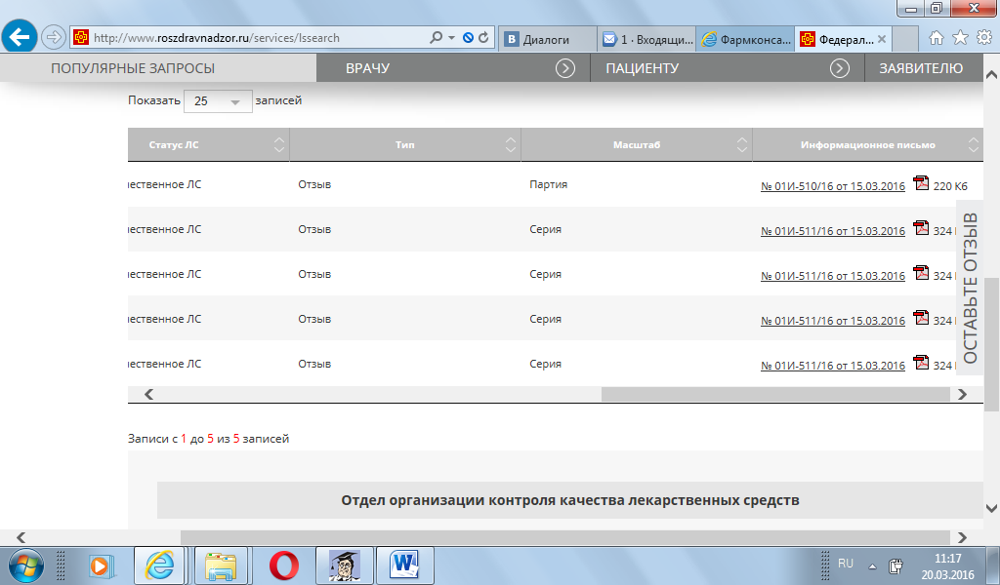 http://www.roszdravnadzor.ru/services/lssearch
Диалоги
1 · Входящи...
Фармконса...
Федерал...
ПОПУЛЯРНЫЕ ЗАПРОСЫ
ВРАЧУ
ПАЦИЕНТУ
ЗАЯВИТЕЛЮ
Показать 25 записей
Статус ЛС Тип Масштаб Информационное письмо
чественное ЛС Отзыв Партия № 01И-510/16 от 15.03.2016 220 Кб
чественное ЛС Отзыв Серия № 01И-511/16 от 15.03.2016 324
чественное ЛС Отзыв Серия № 01И-511/16 от 15.03.2016 324
чественное ЛС Отзыв Серия № 01И-511/16 от 15.03.2016 324
чественное ЛС Отзыв Серия № 01И-511/16 от 15.03.2016 324
ОСТАВЬТЕ ОТЗЫВ
Записи с 1 до 5 из 5 записей
Отдел организации контроля качества лекарственных средств
RU
11:17
20.03.2016